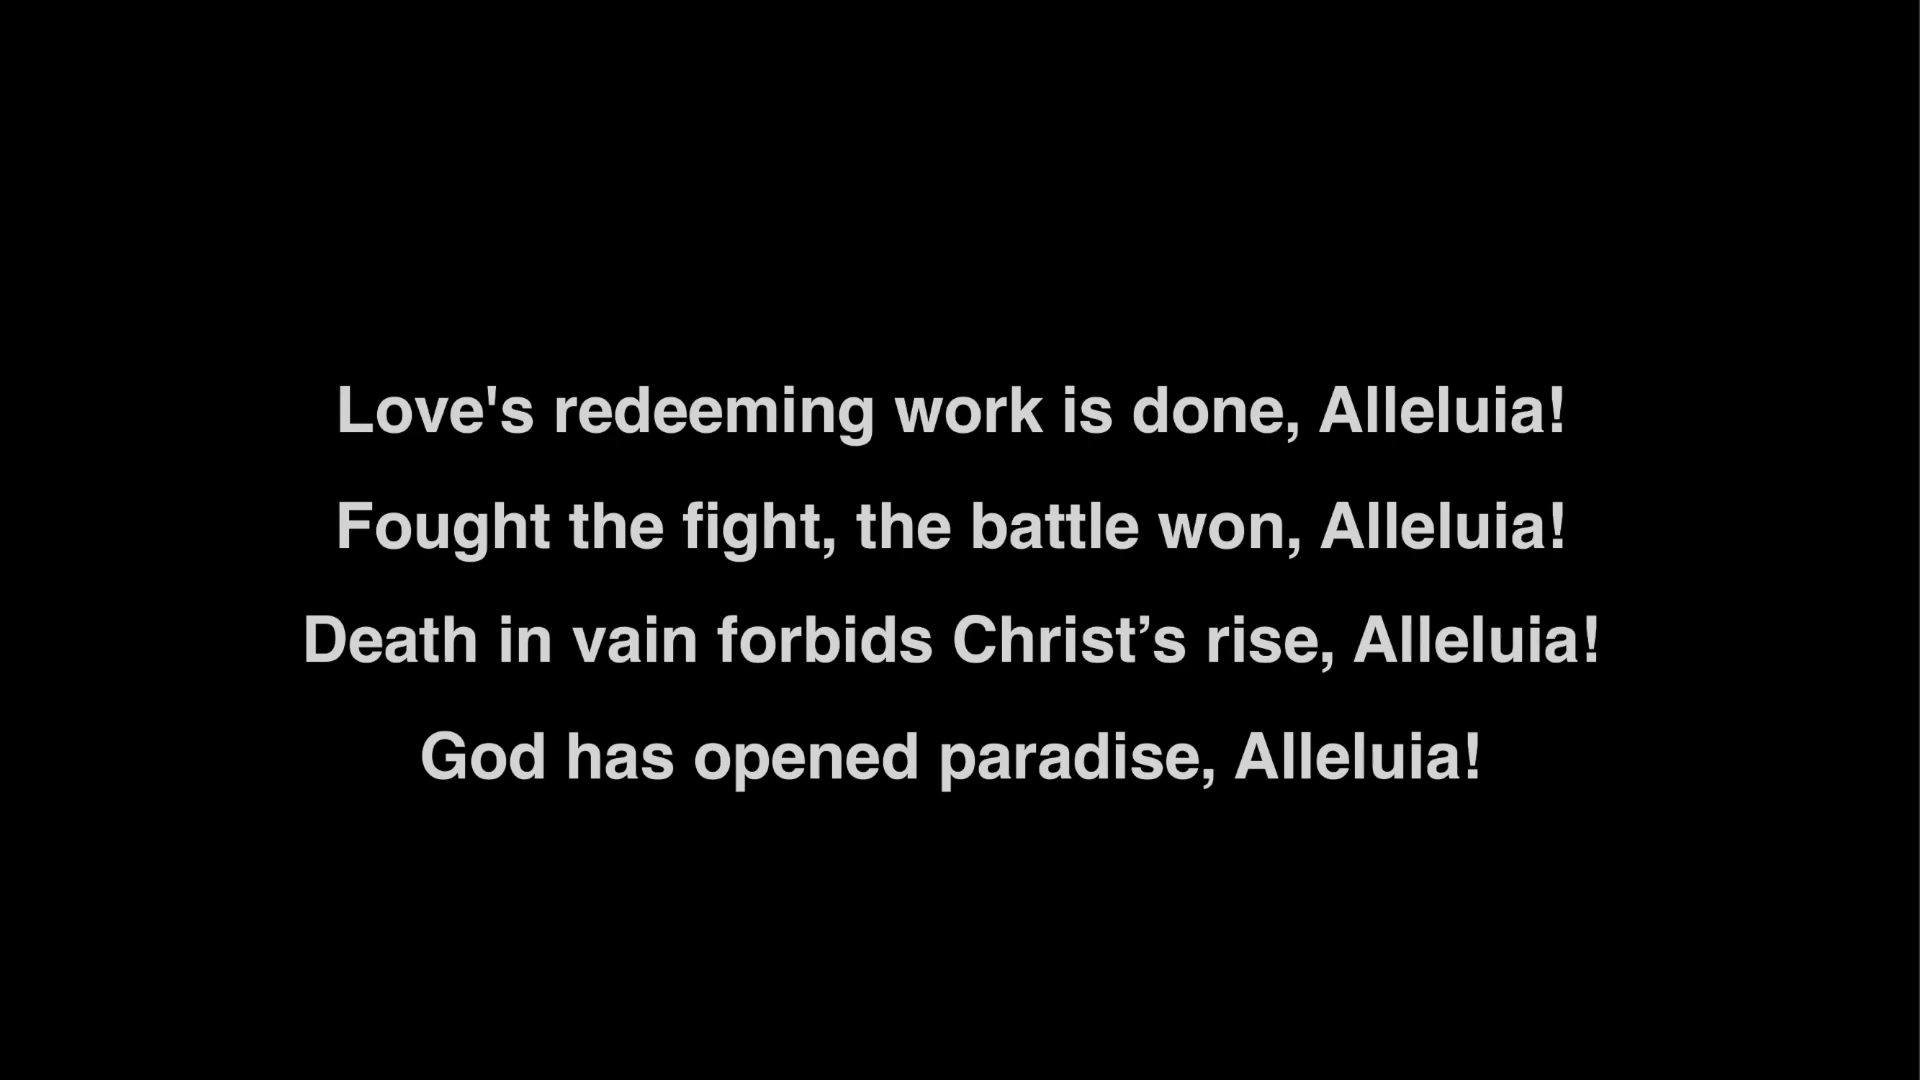 Love's redeeming work is done, Alleluia!
Fought the fight, the battle won, Alleluia!
Death in vain forbids Christ’s rise, Alleluia!
God has opened paradise, Alleluia!